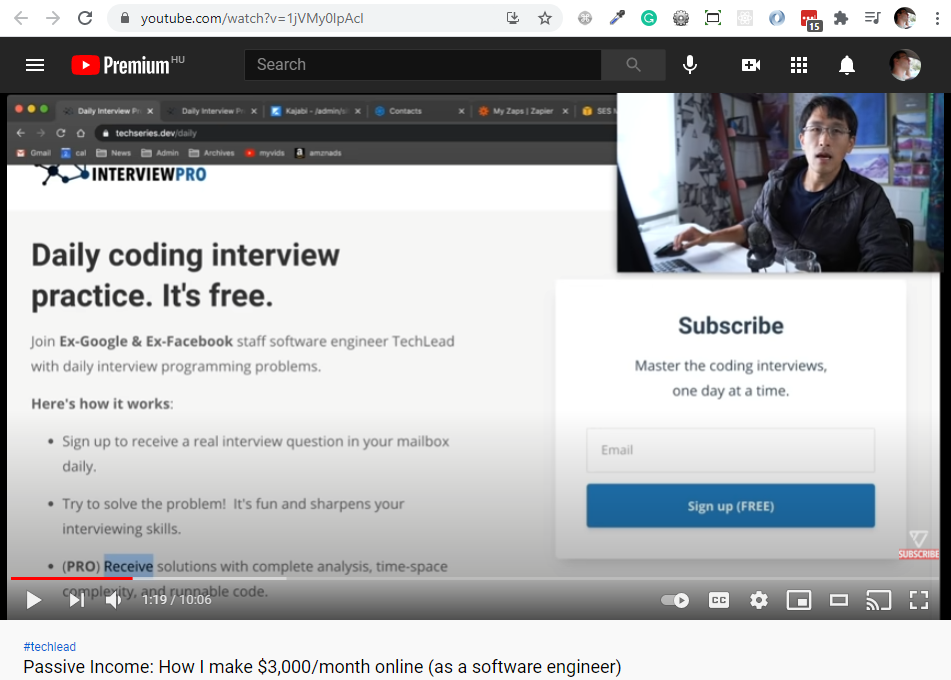 youtube.com/watch?v=1jVMy0lpAcI
15
Premium HU
Search
Daily Interview Pr
Daily Interview Pr
Kajabi - /admin/si
Contacts
My Zaps | Zapier
SES M
techseries.dev/daily
Gmail
cal
News
Admin
Archives
myvids
amznads
INTERVIEWPRO
Daily coding interview
practice. It's free.
Join Ex-Google & Ex-Facebook staff software engineer TechLead
with daily interview programming problems.
Here's how it works:
• Sign up to receive a real interview question in your mailbox
daily.
• Try to solve the problem! It's fun and sharpens your
interviewing skills.
• (PRO) Receive solutions with complete analysis, time-space
complexity, and runnable code.
Subscribe
Master the coding interviews,
one day at a time.
Email
Sign up (FREE)
SUBSCRIBE
1:19 / 10:06
CC
#techlead
Passive Income: How I make $3,000/month online (as a software engineer)